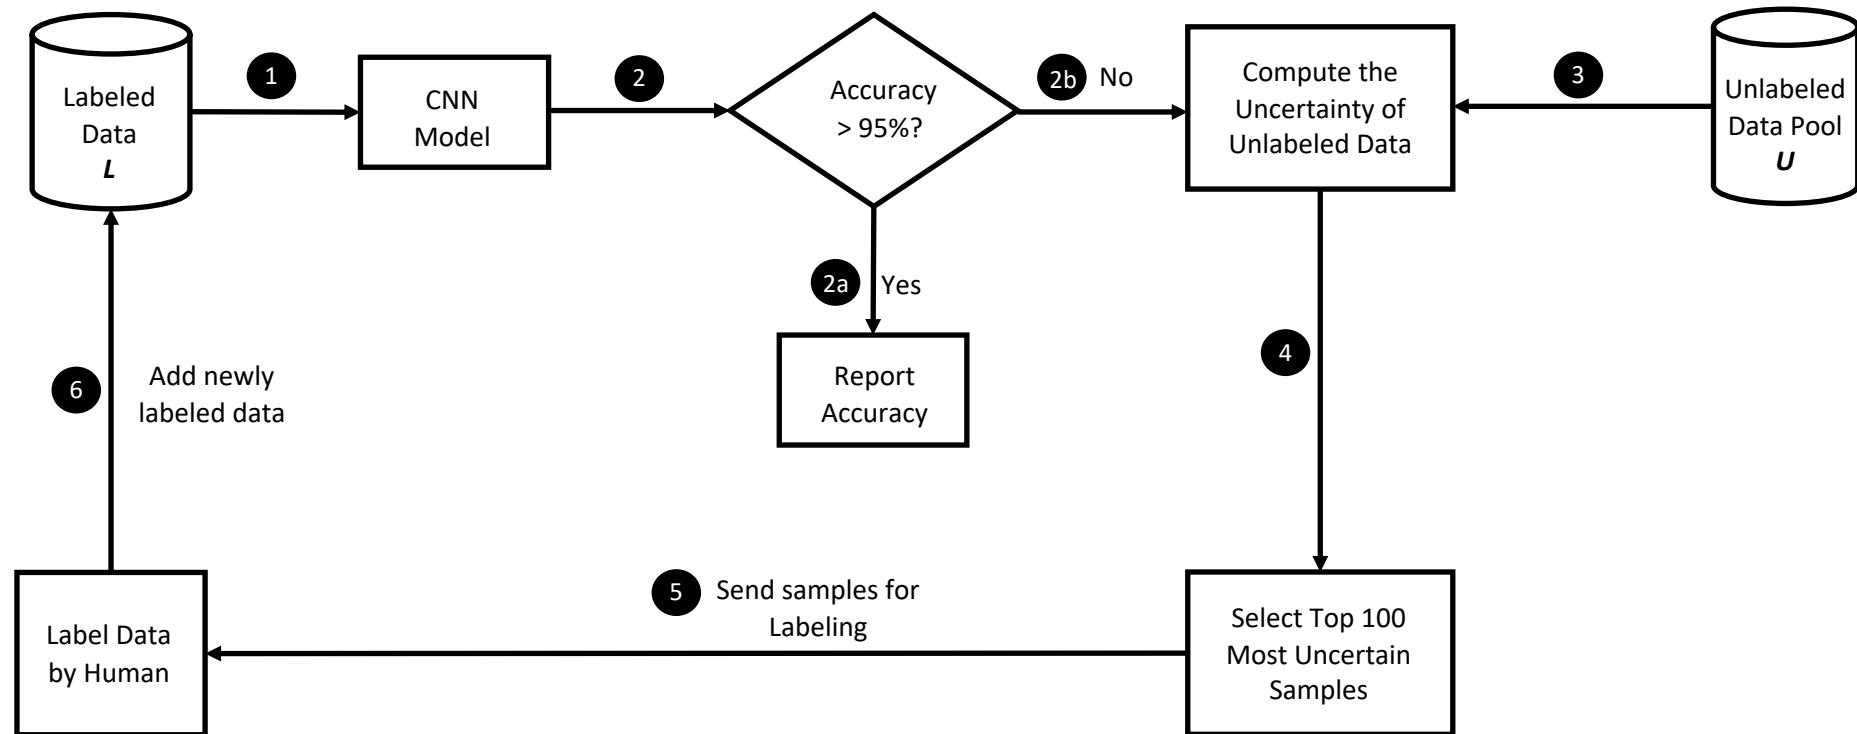 Labeled
Data
L
1
CNN
Model
2
Accuracy
> 95%?
2b
No
Compute the
Uncertainty of
Unlabeled Data
3
Unlabeled
Data Pool
U
2a
Yes
Report
Accuracy
4
6
Add newly
labeled data
Label Data
by Human
5
Send samples for
Labeling
Select Top 100
Most Uncertain
Samples